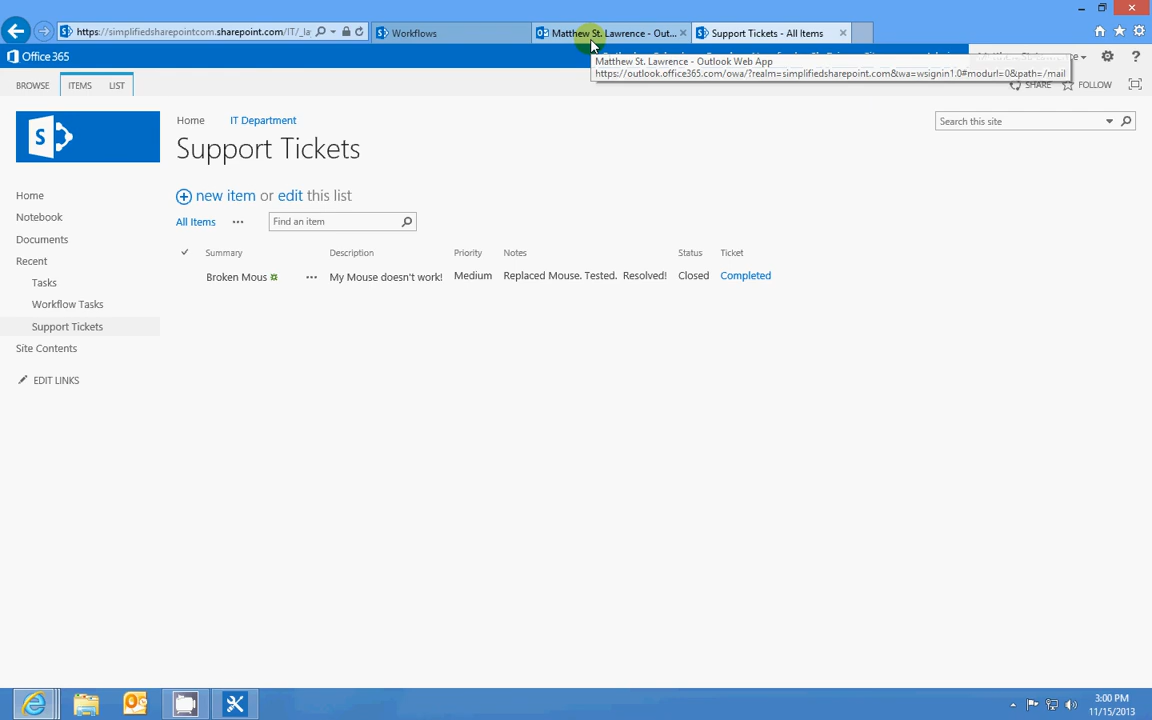 https://simplifiedsharepointcom.sharepoint.com/IT/_la
Workflows
Matthew St. Lawrence - Out...
Support Tickets - All Items
Office 365
Matthew St. Lawrence - Outlook Web App
https://outlook.office365.com/owa/?realm=simplifiedsharepoint.com&wa=wsignin1.0#modurl=0&path=/mail
BROWSE
ITEMS
LIST
SHARE
FOLLOW
S
Home
IT Department
Search this site
Support Tickets
Home
new item or edit this list
Notebook
All Items
...
Find an item
Documents
Summary
Description
Priority
Notes
Status
Ticket
Recent
Broken Mous
...
My Mouse doesn't work!
Medium
Replaced Mouse. Tested. Resolved!
Closed
Completed
Tasks
Workflow Tasks
Support Tickets
Site Contents
EDIT LINKS
3:00 PM
11/15/2013